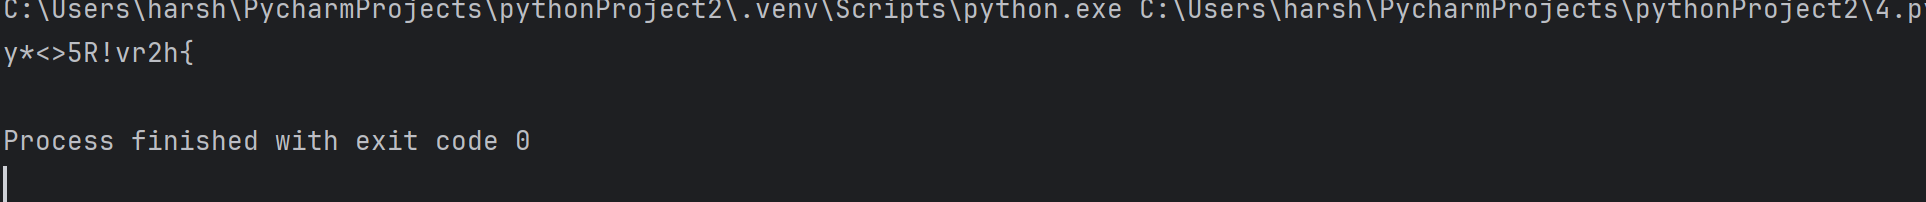 C:\Users\harsh\PycharmProjects\pythonProject2\.venv\Scripts\python.exe C:\Users\harsh\PycharmProjects\pythonProject2\4.py
y*<>5R!vr2h{
Process finished with exit code 0